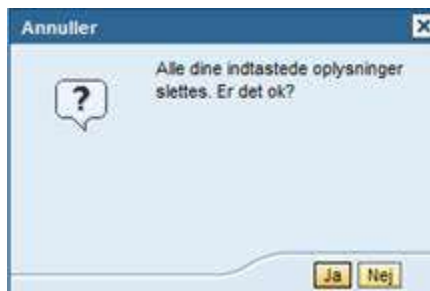 Annuller
Alle dine indtastede oplysninger
slettes. Er det ok?
?
Ja Nej